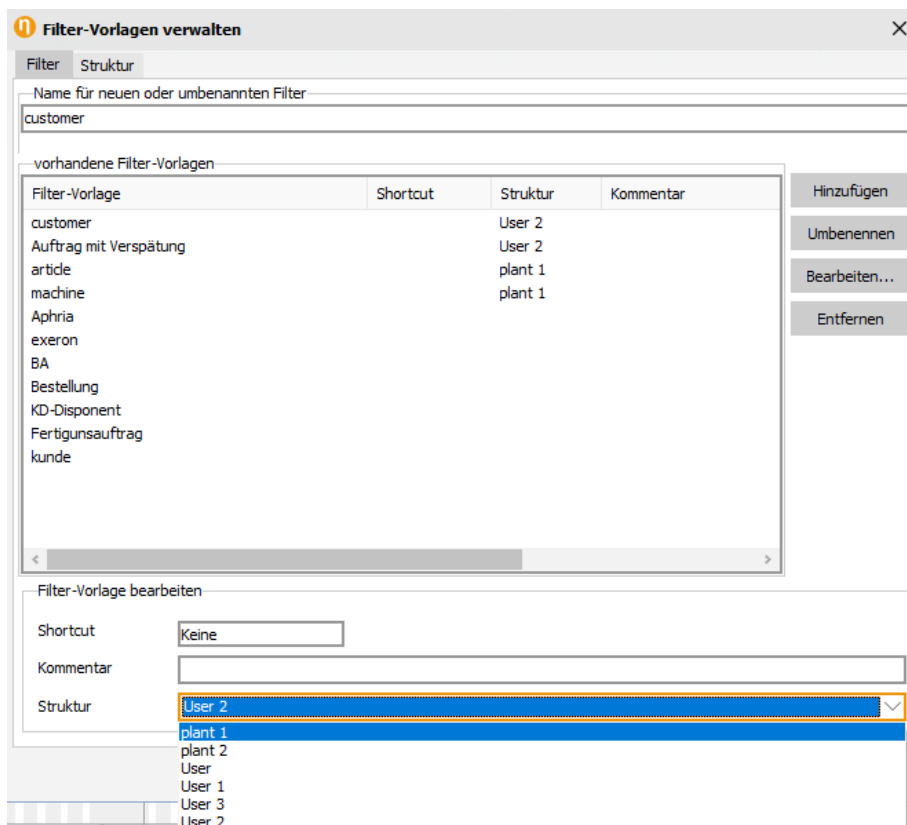 Filter-Vorlagen verwalten
Filter Struktur
Name für neuen oder umbenannten Filter
customer
vorhandene Filter-Vorlagen
Filter-Vorlage Shortcut Struktur Kommentar
customer User 2
Auftrag mit Verspätung User 2
article plant 1
machine plant 1
Aphria
exeron
BA
Bestellung
KD-Disponent
Fertigunsauftrag
kunde
Hinzufügen
Umbenennen
Bearbeiten...
Entfernen
Filter-Vorlage bearbeiten
Shortcut Keine
Kommentar
Struktur User 2
plant 1
plant 2
User
User 1
User 3
User 2